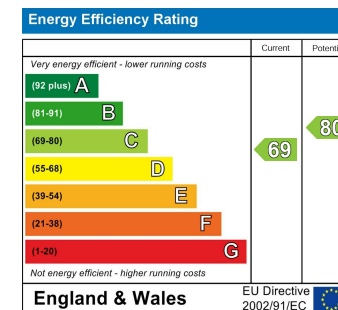 Energy Efficiency Rating
Current
Potenti
Very energy efficient - lower running costs
(92 plus) A
(81-91) B
(69-80) C
(55-68) D
(39-54) E
(21-38) F
(1-20) G
69
80
Not energy efficient - higher running costs
England & Wales
EU Directive
2002/91/EC